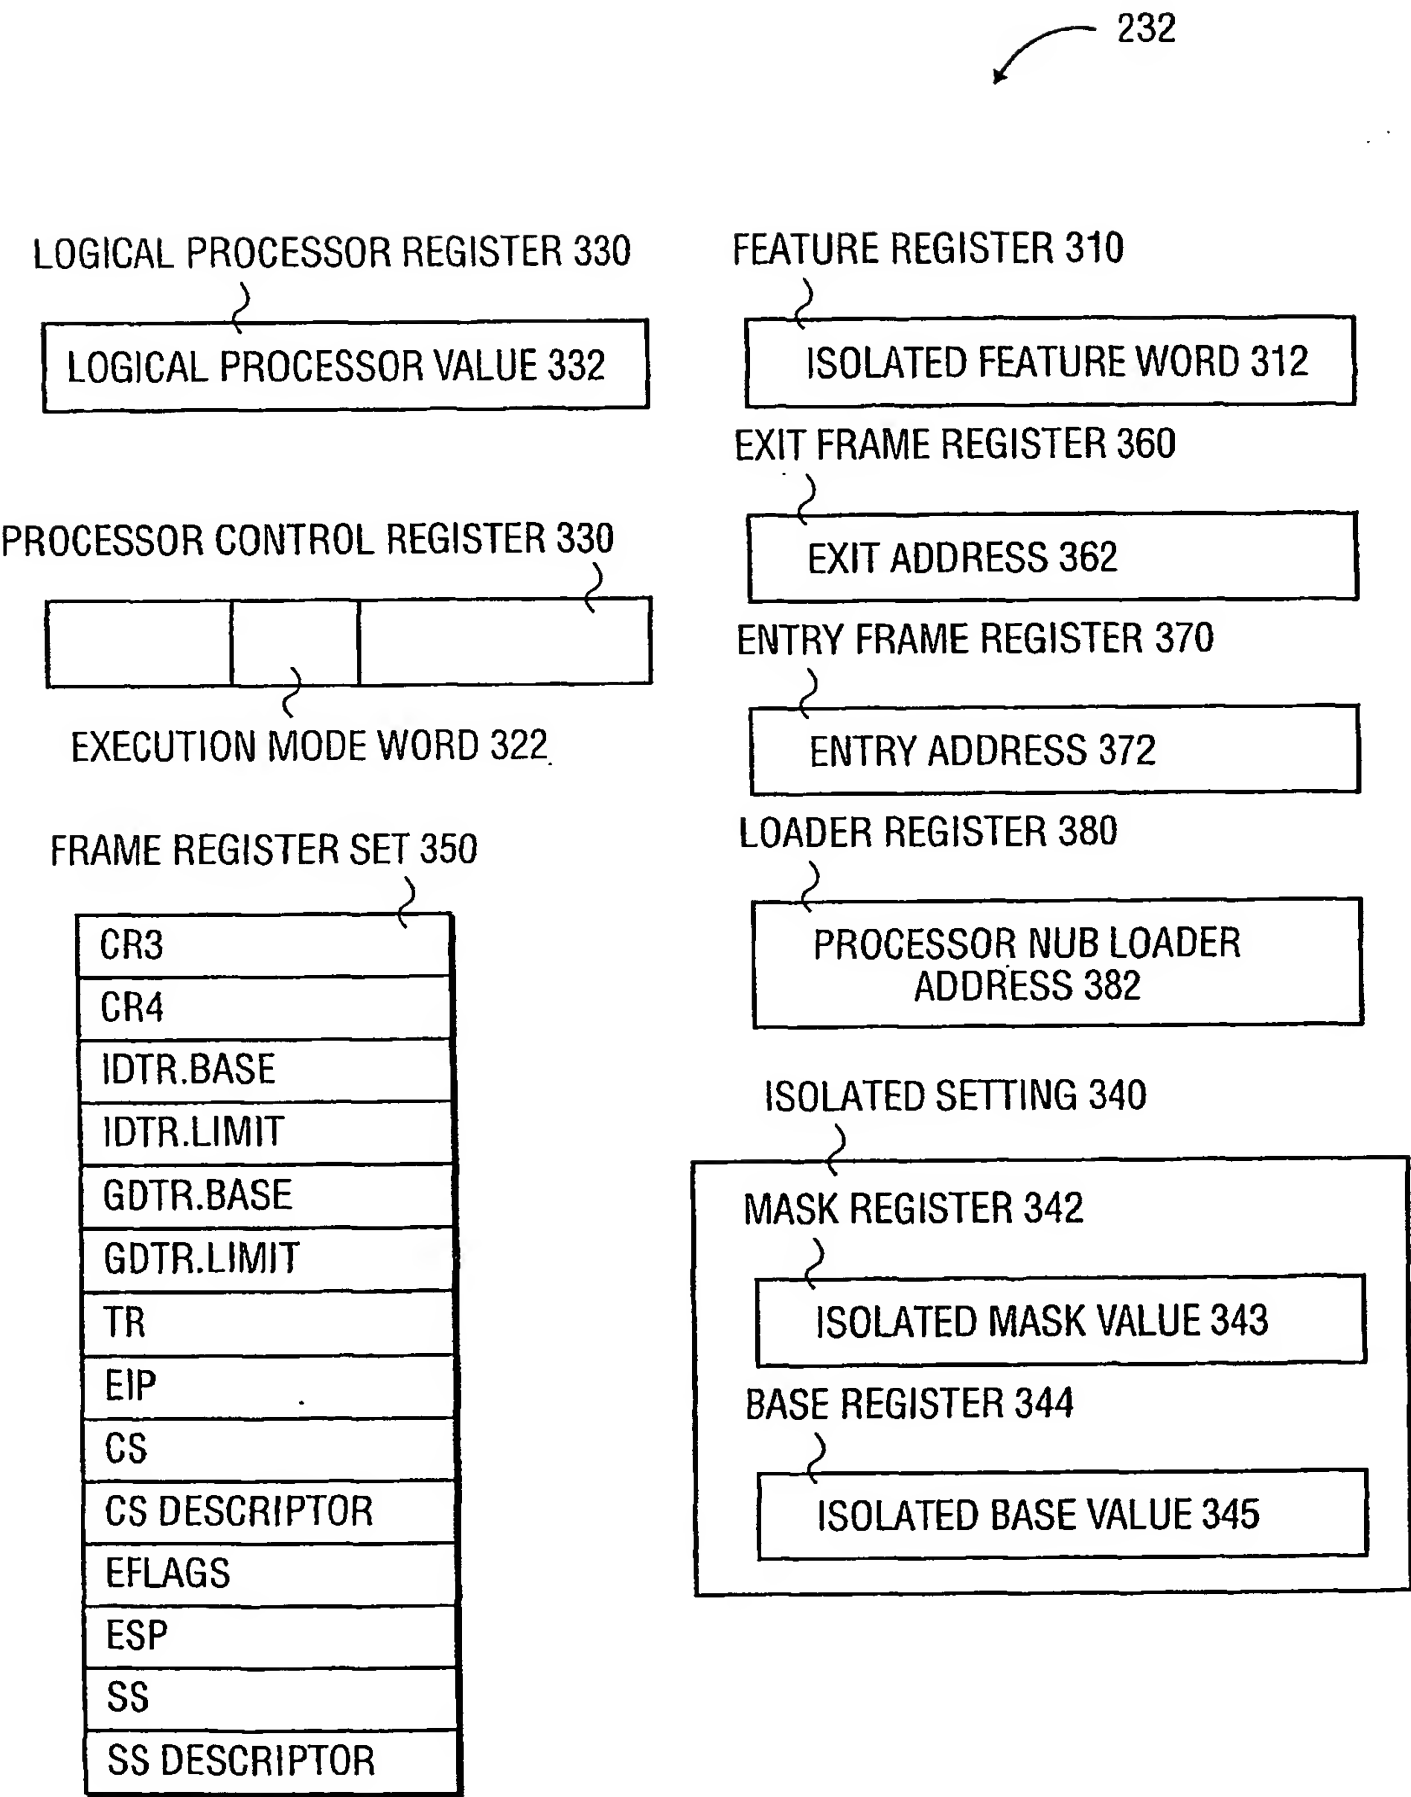 232
LOGICAL PROCESSOR REGISTER 330
LOGICAL PROCESSOR VALUE 332
PROCESSOR CONTROL REGISTER 330
EXECUTION MODE WORD 322
FRAME REGISTER SET 350
CR3
CR4
IDTR.BASE
IDTR.LIMIT
GDTR.BASE
GDTR.LIMIT
TR
EIP
CS
CS DESCRIPTOR
EFLAGS
ESP
SS
SS DESCRIPTOR
FEATURE REGISTER 310
ISOLATED FEATURE WORD 312
EXIT FRAME REGISTER 360
EXIT ADDRESS 362
ENTRY FRAME REGISTER 370
ENTRY ADDRESS 372
LOADER REGISTER 380
PROCESSOR NUB LOADER
ADDRESS 382
ISOLATED SETTING 340
MASK REGISTER 342
ISOLATED MASK VALUE 343
BASE REGISTER 344
ISOLATED BASE VALUE 345